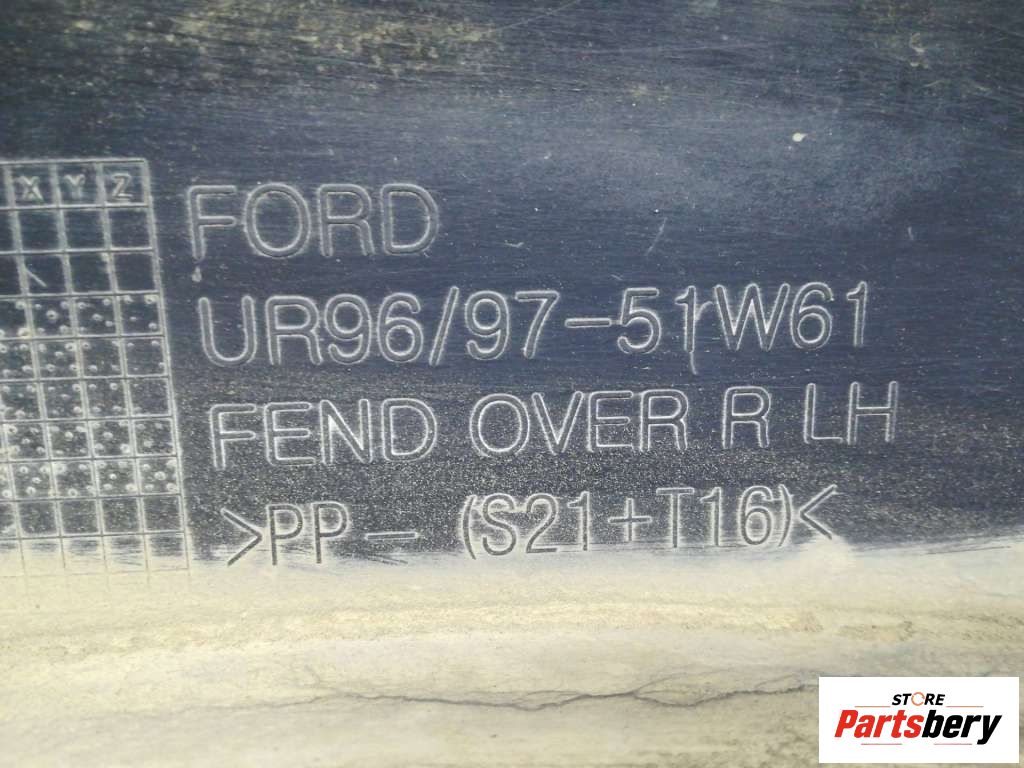 X Y Z
FORD
UR96/97-51W61
FEND OVER R LH
>PP- (S21+T16)<
STORE
Partsbery